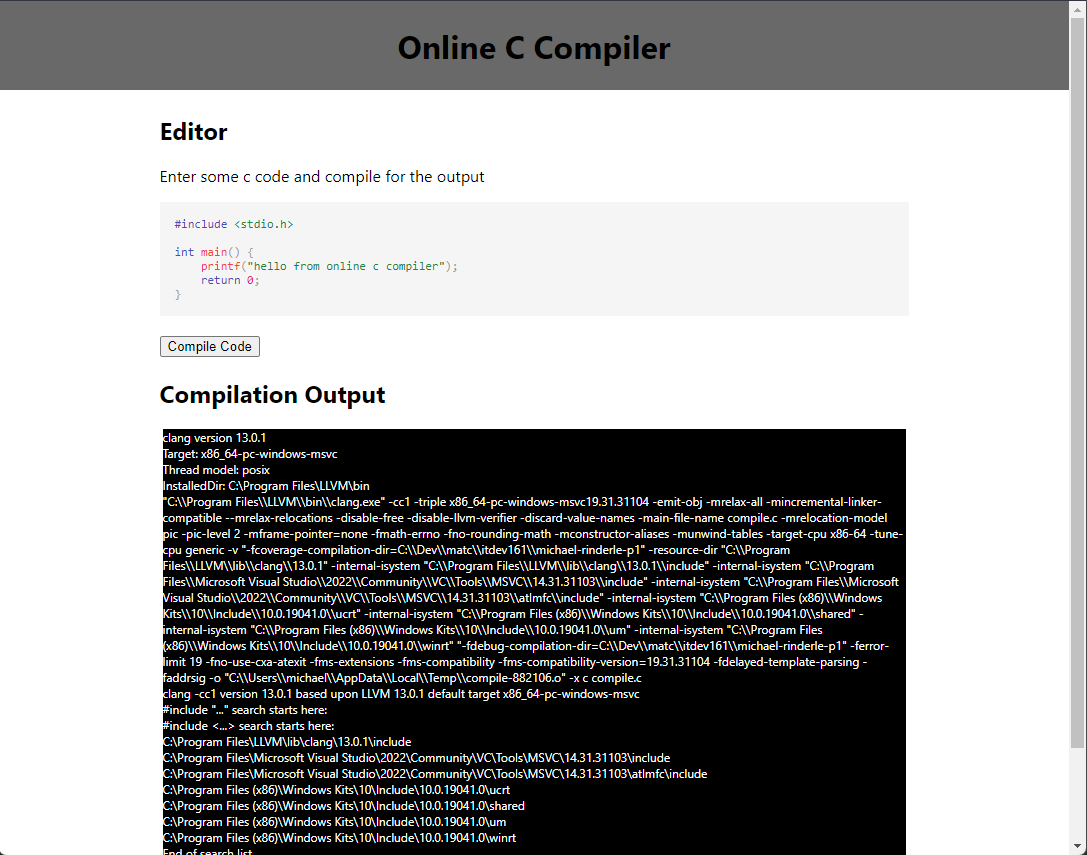 Online C Compiler
Editor
Enter some c code and compile for the output
#include <stdio.h>
int main() {
    printf("hello from online c compiler");
    return 0;
}
Compile Code
Compilation Output
clang version 13.0.1
Target: x86_64-pc-windows-msvc
Thread model: posix
InstalledDir: C:\Program Files\LLVM\bin
"C:\\Program Files\\LLVM\\bin\\clang.exe" -cc1 -triple x86_64-pc-windows-msvc19.31.31104 -emit-obj -mrelax-all -mincremental-linker-
compatible --mrelax-relocations -disable-free -disable-llvm-verifier -discard-value-names -main-file-name compile.c -mrelocation-model
pic -pic-level 2 -mframe-pointer=none -fmath-errno -fno-rounding-math -mconstructor-aliases -munwind-tables -target-cpu x86-64 -tune-
cpu generic -v "-fcoverage-compilation-dir=C:\\Dev\\matc\\itdev161\\michael-rinderle-p1" -resource-dir "C:\\Program
Files\\LLVM\\lib\\clang\\13.0.1" -internal-isystem "C:\\Program Files\\LLVM\\lib\\clang\\13.0.1\\include" -internal-isystem "C:\\Program
Files\\Microsoft Visual Studio\\2022\\Community\\VC\\Tools\\MSVC\\14.31.31103\\include" -internal-isystem "C:\\Program Files\\Microsoft
Visual Studio\\2022\\Community\\VC\\Tools\\MSVC\\14.31.31103\\atlmfc\\include" -internal-isystem "C:\\Program Files (x86)\\Windows
Kits\\10\\Include\\10.0.19041.0\\ucrt" -internal-isystem "C:\\Program Files (x86)\\Windows Kits\\10\\Include\\10.0.19041.0\\shared" -
internal-isystem "C:\\Program Files (x86)\\Windows Kits\\10\\Include\\10.0.19041.0\\um" -internal-isystem "C:\\Program Files
(x86)\\Windows Kits\\10\\Include\\10.0.19041.0\\winrt" "-fdebug-compilation-dir=C:\\Dev\\matc\\itdev161\\michael-rinderle-p1" -ferror-
limit 19 -fno-use-cxa-atexit -fms-extensions -fms-compatibility -fms-compatibility-version=19.31.31104 -fdelayed-template-parsing -
faddrsig -o "C:\\Users\\michael\\AppData\\Local\\Temp\\compile-882106.o" -x c compile.c
clang -cc1 version 13.0.1 based upon LLVM 13.0.1 default target x86_64-pc-windows-msvc
#include "..." search starts here:
#include <...> search starts here:
C:\Program Files\LLVM\lib\clang\13.0.1\include
C:\Program Files\Microsoft Visual Studio\2022\Community\VC\Tools\MSVC\14.31.31103\include
C:\Program Files\Microsoft Visual Studio\2022\Community\VC\Tools\MSVC\14.31.31103\atlmfc\include
C:\Program Files (x86)\Windows Kits\10\Include\10.0.19041.0\ucrt
C:\Program Files (x86)\Windows Kits\10\Include\10.0.19041.0\shared
C:\Program Files (x86)\Windows Kits\10\Include\10.0.19041.0\um
C:\Program Files (x86)\Windows Kits\10\Include\10.0.19041.0\winrt
End of search list